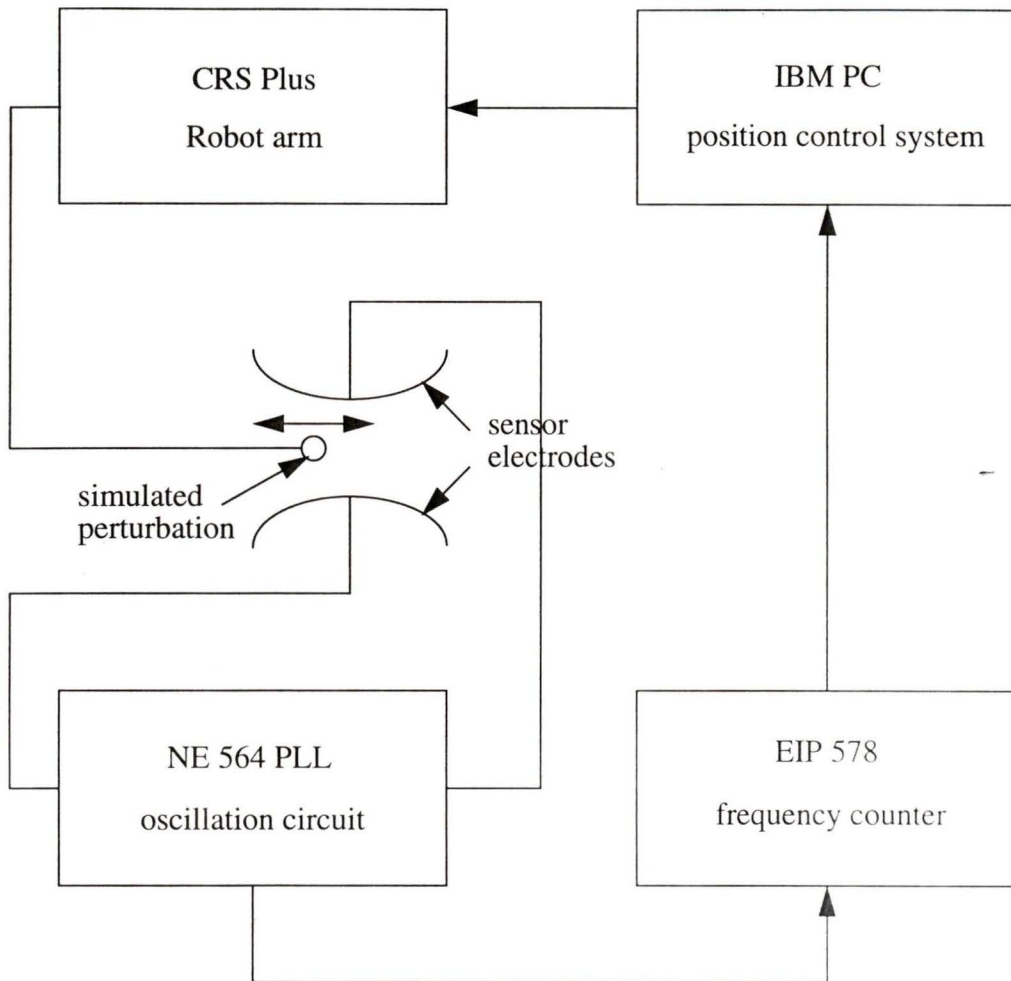 CRS Plus
Robot arm
IBM PC
position control system
sensor
electrodes
simulated
perturbation
NE 564 PLL
oscillation circuit
EIP 578
frequency counter